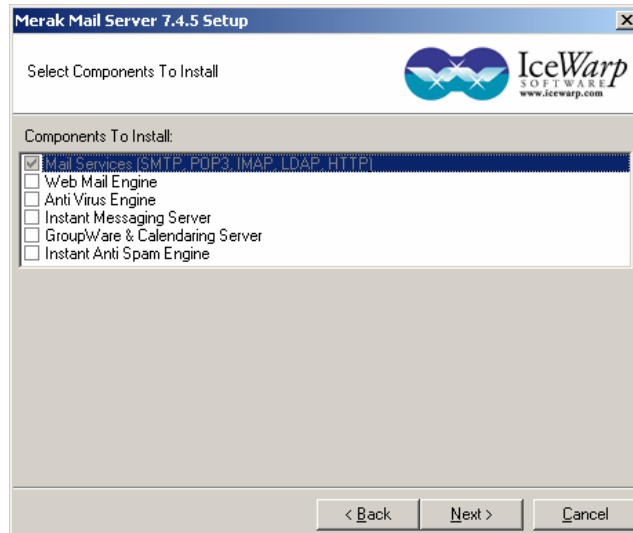 Merak Mail Server 7.4.5 Setup
Select Components To Install
IceWarp
SOFTWARE
www.icewarp.com
Components To Install:
Mail Services (SMTP, POP3, IMAP, LDAP, HTTP)
Web Mail Engine
Anti Virus Engine
Instant Messaging Server
GroupWare & Calendaring Server
Instant Anti Spam Engine
< Back
Next >
Cancel